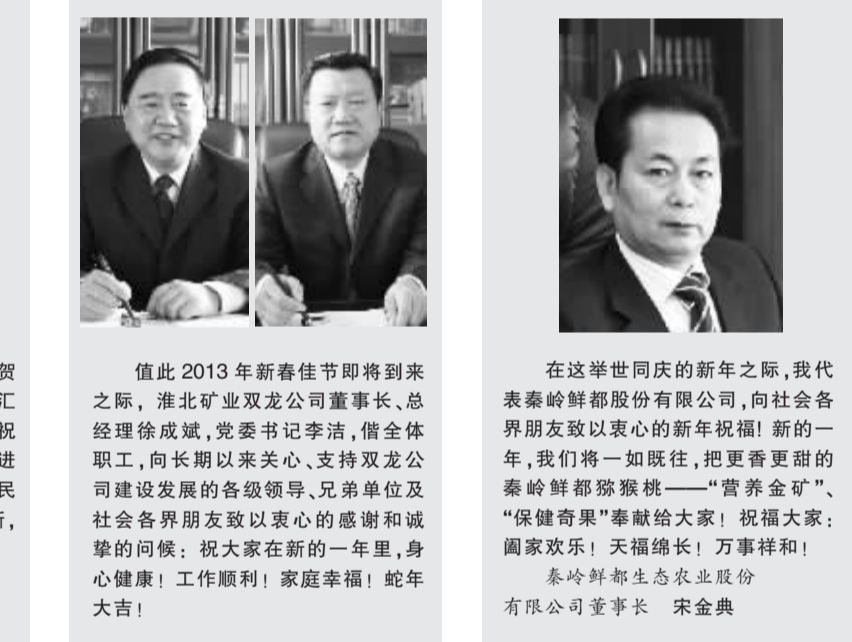 贺
汇
祝
进
民
行，
值此 2013 年新春佳节即将到来
之际，淮北矿业双龙公司董事长、总
经理徐成斌，党委书记李洁，偕全体
职工，向长期以来关心、支持双龙公
司建设发展的各级领导、兄弟单位及
社会各界朋友致以衷心的感谢和诚
挚的问候：祝大家在新的一年里，身
心健康！工作顺利！家庭幸福！蛇年
大吉！
在这举世同庆的新年之际，我代
表秦岭鲜都股份有限公司，向社会各
界朋友致以衷心的新年祝福！新的一
年，我们将一如既往，把更香更甜的
秦岭鲜都猕猴桃——“营养金矿”、
“保健奇果”奉献给大家！祝福大家：
阖家欢乐！天福绵长！万事祥和！
秦岭鲜都生态农业股份
有限公司董事长 宋金典